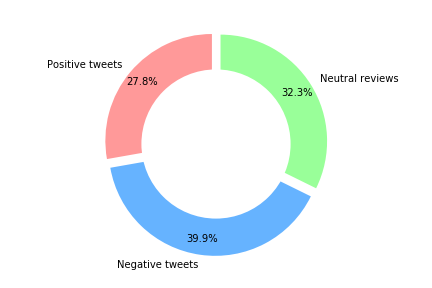 Positive tweets
27.8%
Neutral reviews
32.3%
39.9%
Negative tweets